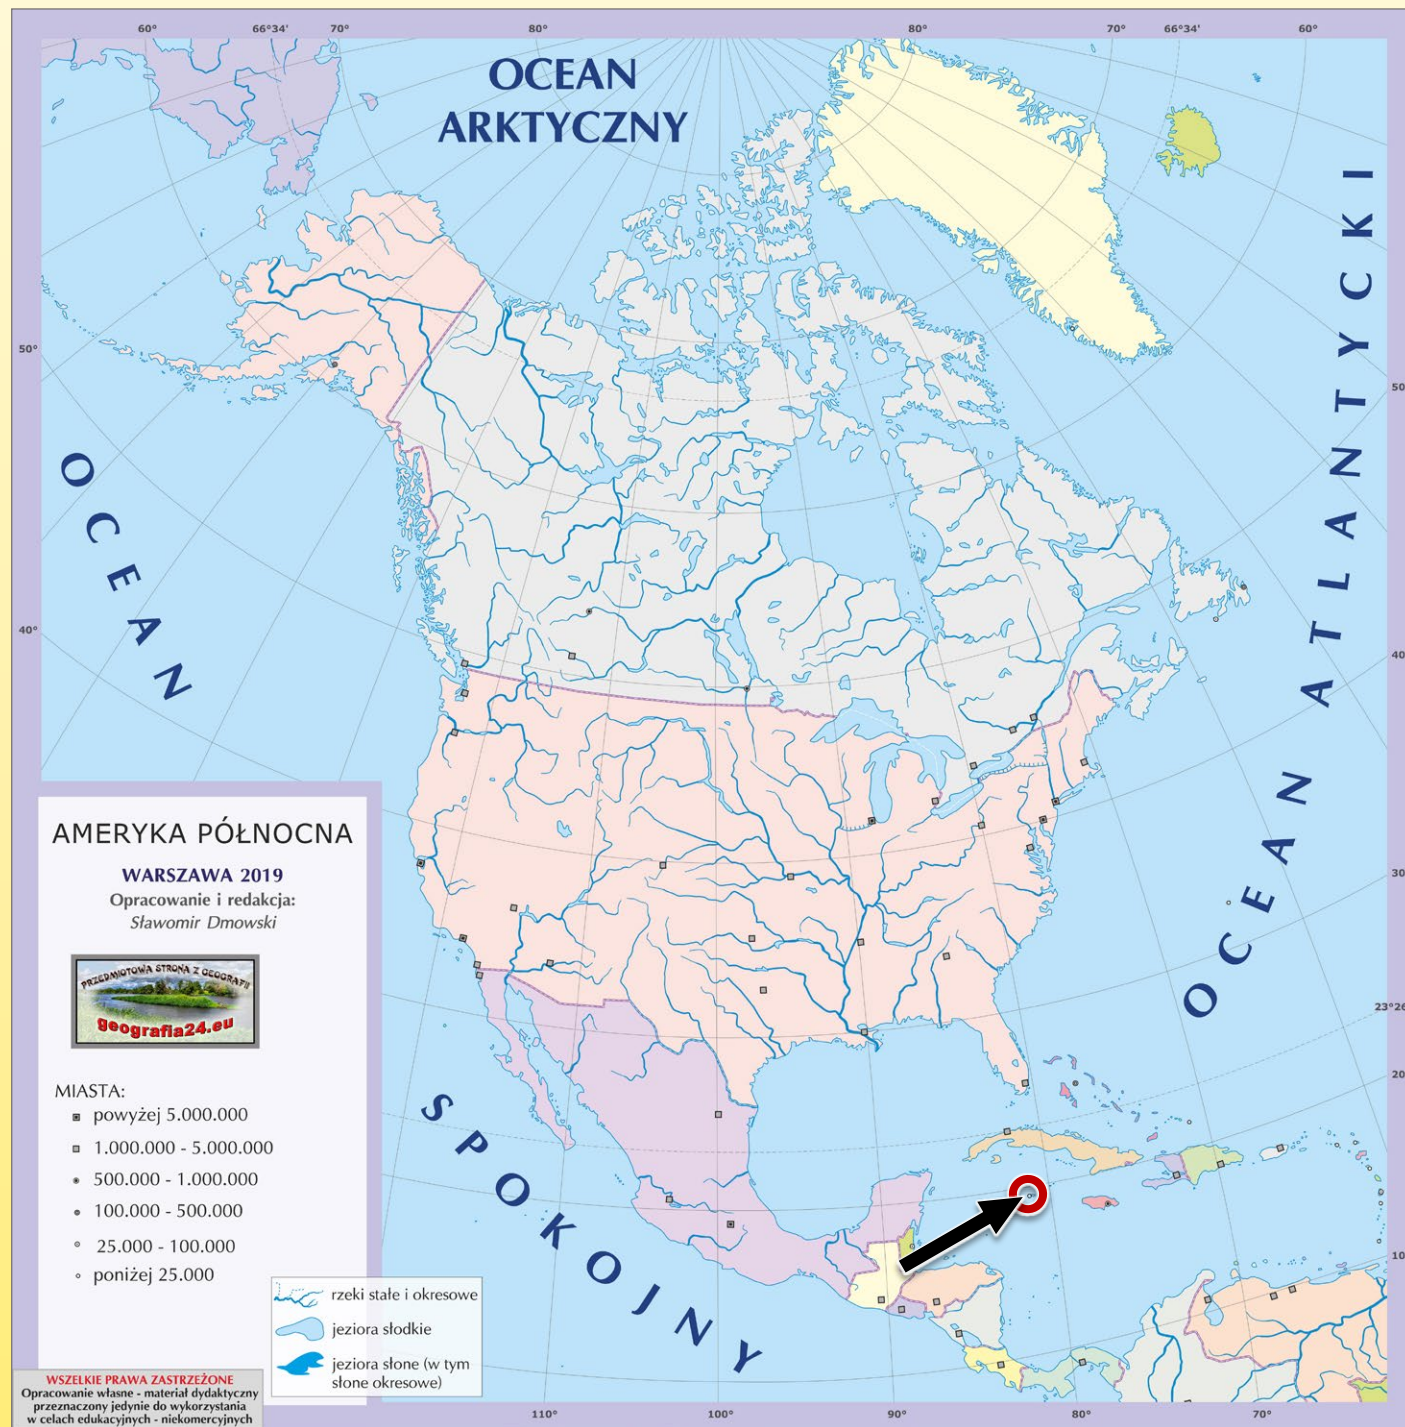 60° 66°34' 70° 80° 80° 70° 66°34' 60°
OCEAN
ARKTYCZNY
50°
40°
OCEAN
SPOKOJNY
OCEAN ATLANTYCKI
50
40
30
23°26
20
10
AMERYKA PÓŁNOCNA
WARSZAWA 2019
Opracowanie i redakcja:
Sławomir Dmowski
PRZEDMIOTOWA STRONA Z GEOGRAFII
geografia24.eu
MIASTA:
powyżej 5.000.000
1.000.000 - 5.000.000
500.000 - 1.000.000
100.000 - 500.000
25.000 - 100.000
poniżej 25.000
rzeki stałe i okresowe
jeziora słodkie
jeziora słone (w tym
słone okresowe)
WSZELKIE PRAWA ZASTRZEŻONE
Opracowanie własne - materiał dydaktyczny
przeznaczony jedynie do wykorzystania
w celach edukacyjnych - niekomercyjnych
110° 100° 90° 80° 70°